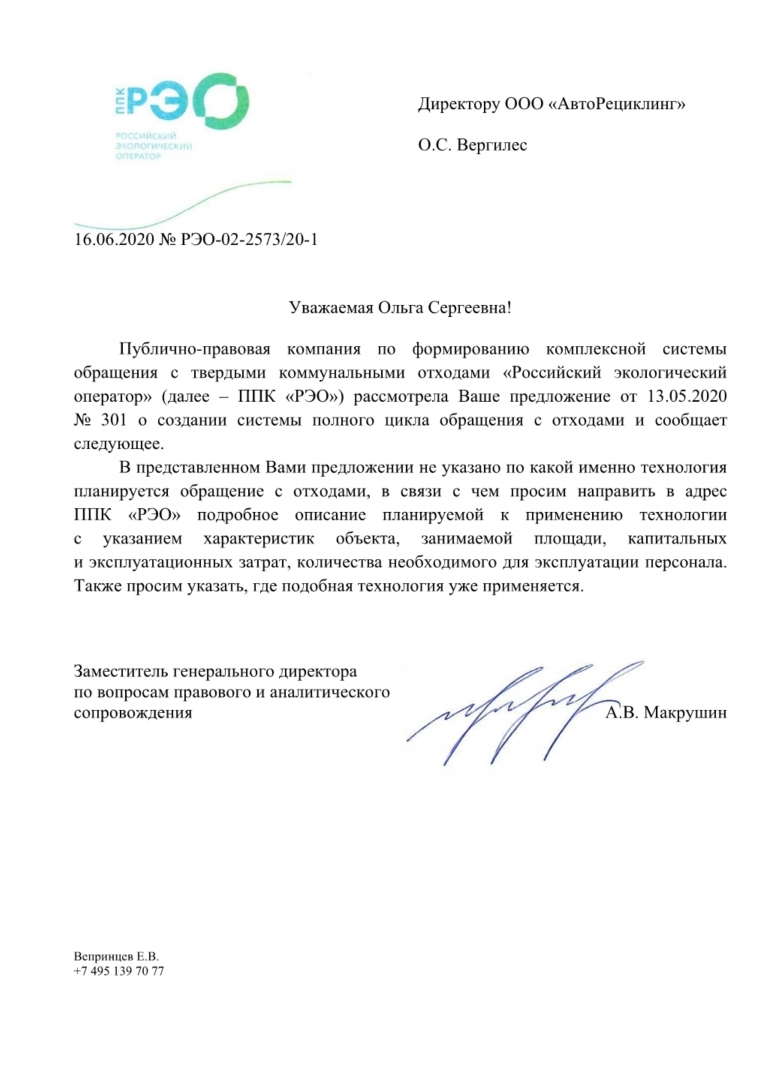 ППК РЭО
РОССИЙСКИЙ
ЭКОЛОГИЧЕСКИЙ
ОПЕРАТОР
Директору ООО «АвтоРециклинг»
О.С. Вергилес
16.06.2020 № РЭО-02-2573/20-1
Уважаемая Ольга Сергеевна!
Публично-правовая компания по формированию комплексной системы
обращения с твердыми коммунальными отходами «Российский экологический
оператор» (далее – ППК «РЭО») рассмотрела Ваше предложение от 13.05.2020
№ 301 о создании системы полного цикла обращения с отходами и сообщает
следующее.
В представленном Вами предложении не указано по какой именно технология
планируется обращение с отходами, в связи с чем просим направить в адрес
ППК «РЭО» подробное описание планируемой к применению технологии
с указанием характеристик объекта, занимаемой площади, капитальных
и эксплуатационных затрат, количества необходимого для эксплуатации персонала.
Также просим указать, где подобная технология уже применяется.
Заместитель генерального директора
по вопросам правового и аналитического
сопровождения
А.В. Макрушин
Вепринцев Е.В.
+7 495 139 70 77